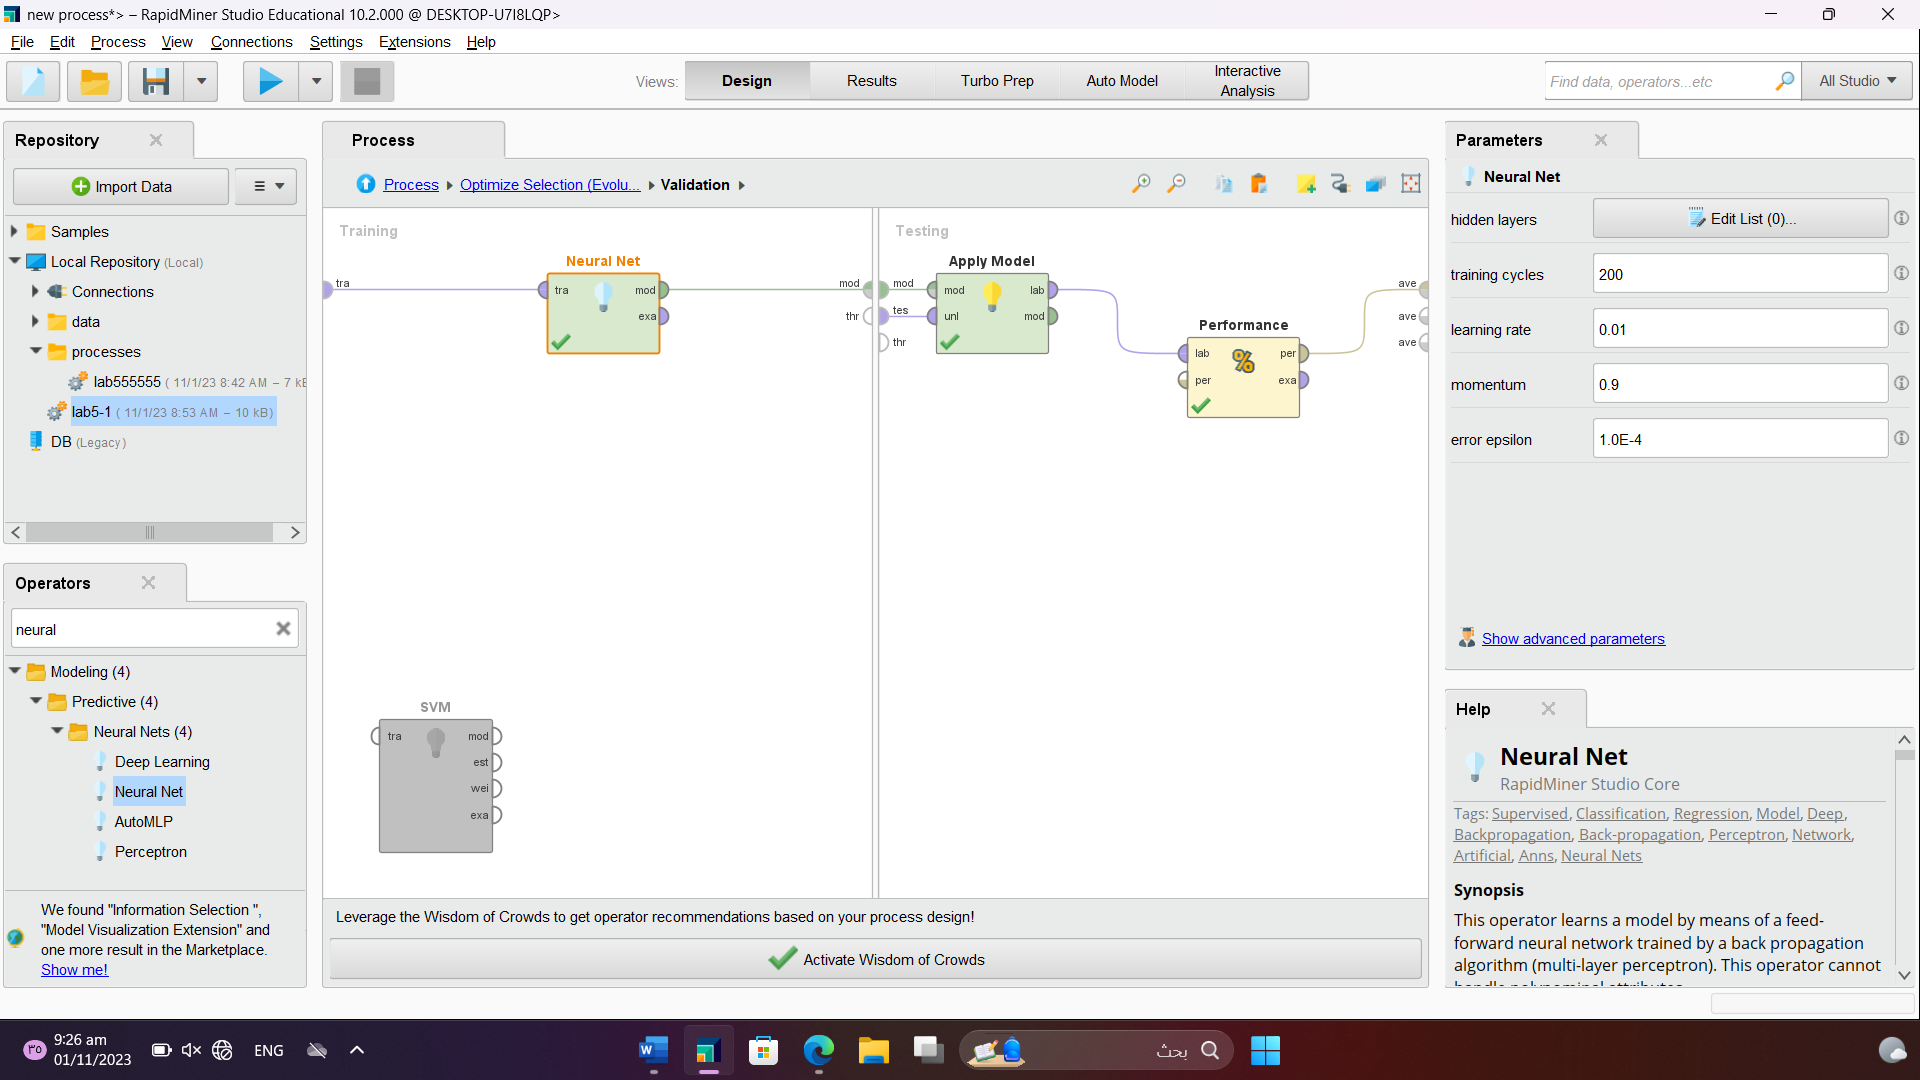 new process*> – RapidMiner Studio Educational 10.2.000 @ DESKTOP-U7I8LQP>
File Edit Process View Connections Settings Extensions Help
Views: Design Results Turbo Prep Auto Model Interactive Analysis
Find data, operators...etc All Studio
Repository
Import Data
Samples
Local Repository (Local)
Connections
data
processes
lab555555 ( 11/1/23 8:42 AM – 7 kB
lab5-1 ( 11/1/23 8:53 AM – 10 kB)
DB (Legacy)
Operators
neural
Modeling (4)
Predictive (4)
Neural Nets (4)
Deep Learning
Neural Net
AutoMLP
Perceptron
We found "Information Selection ",
"Model Visualization Extension" and
one more result in the Marketplace.
Show me!
Process
Process Optimize Selection (Evolu... Validation
Training
tra
Neural Net
tra mod
exa
mod
thr
SVM
tra mod
est
wei
exa
Testing
mod
tes
thr
Apply Model
mod lab
unl mod
Performance
lab per
per exa
%
ave
ave
ave
Leverage the Wisdom of Crowds to get operator recommendations based on your process design!
Activate Wisdom of Crowds
Parameters
Neural Net
hidden layers Edit List (0)...
training cycles 200
learning rate 0.01
momentum 0.9
error epsilon 1.0E-4
Show advanced parameters
Help
Neural Net
RapidMiner Studio Core
Tags: Supervised, Classification, Regression, Model, Deep,
Backpropagation, Back-propagation, Perceptron, Network,
Artificial, Anns, Neural Nets
Synopsis
This operator learns a model by means of a feed-
forward neural network trained by a back propagation
algorithm (multi-layer perceptron). This operator cannot
handle polynominal attributes.
٣٥ 9:26 am
01/11/2023
ENG
بحث